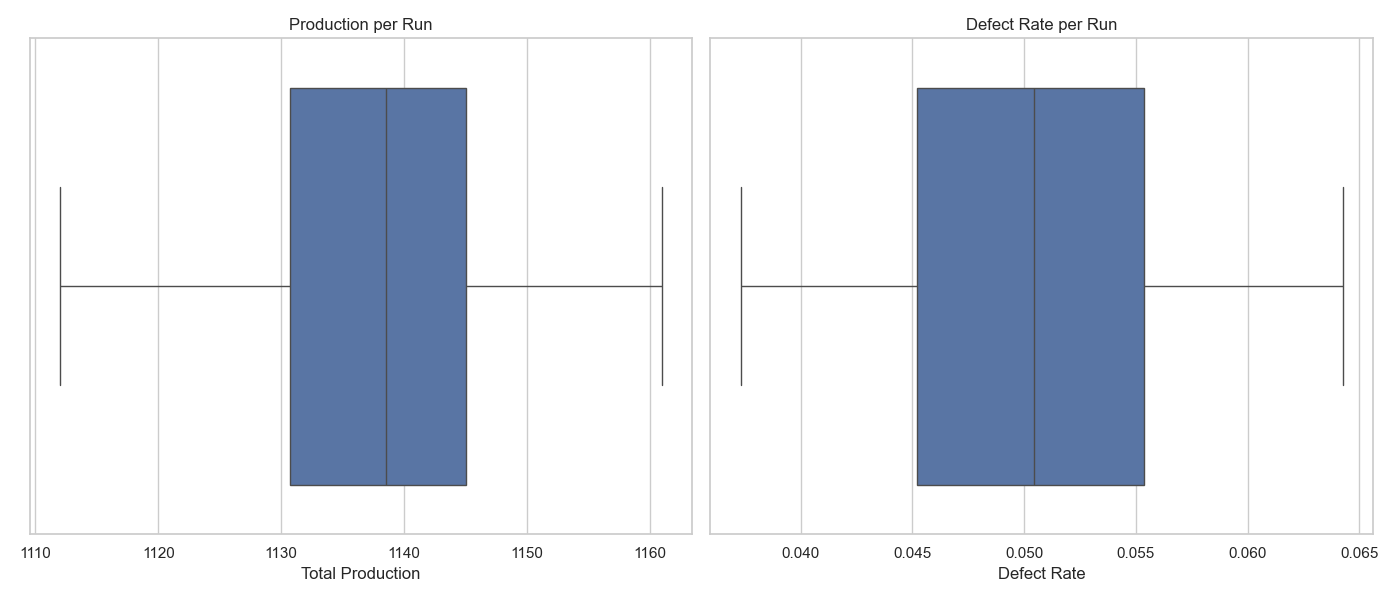 Production per Run
1110 1120 1130 1140 1150 1160
Total Production
Defect Rate per Run
0.040 0.045 0.050 0.055 0.060 0.065
Defect Rate